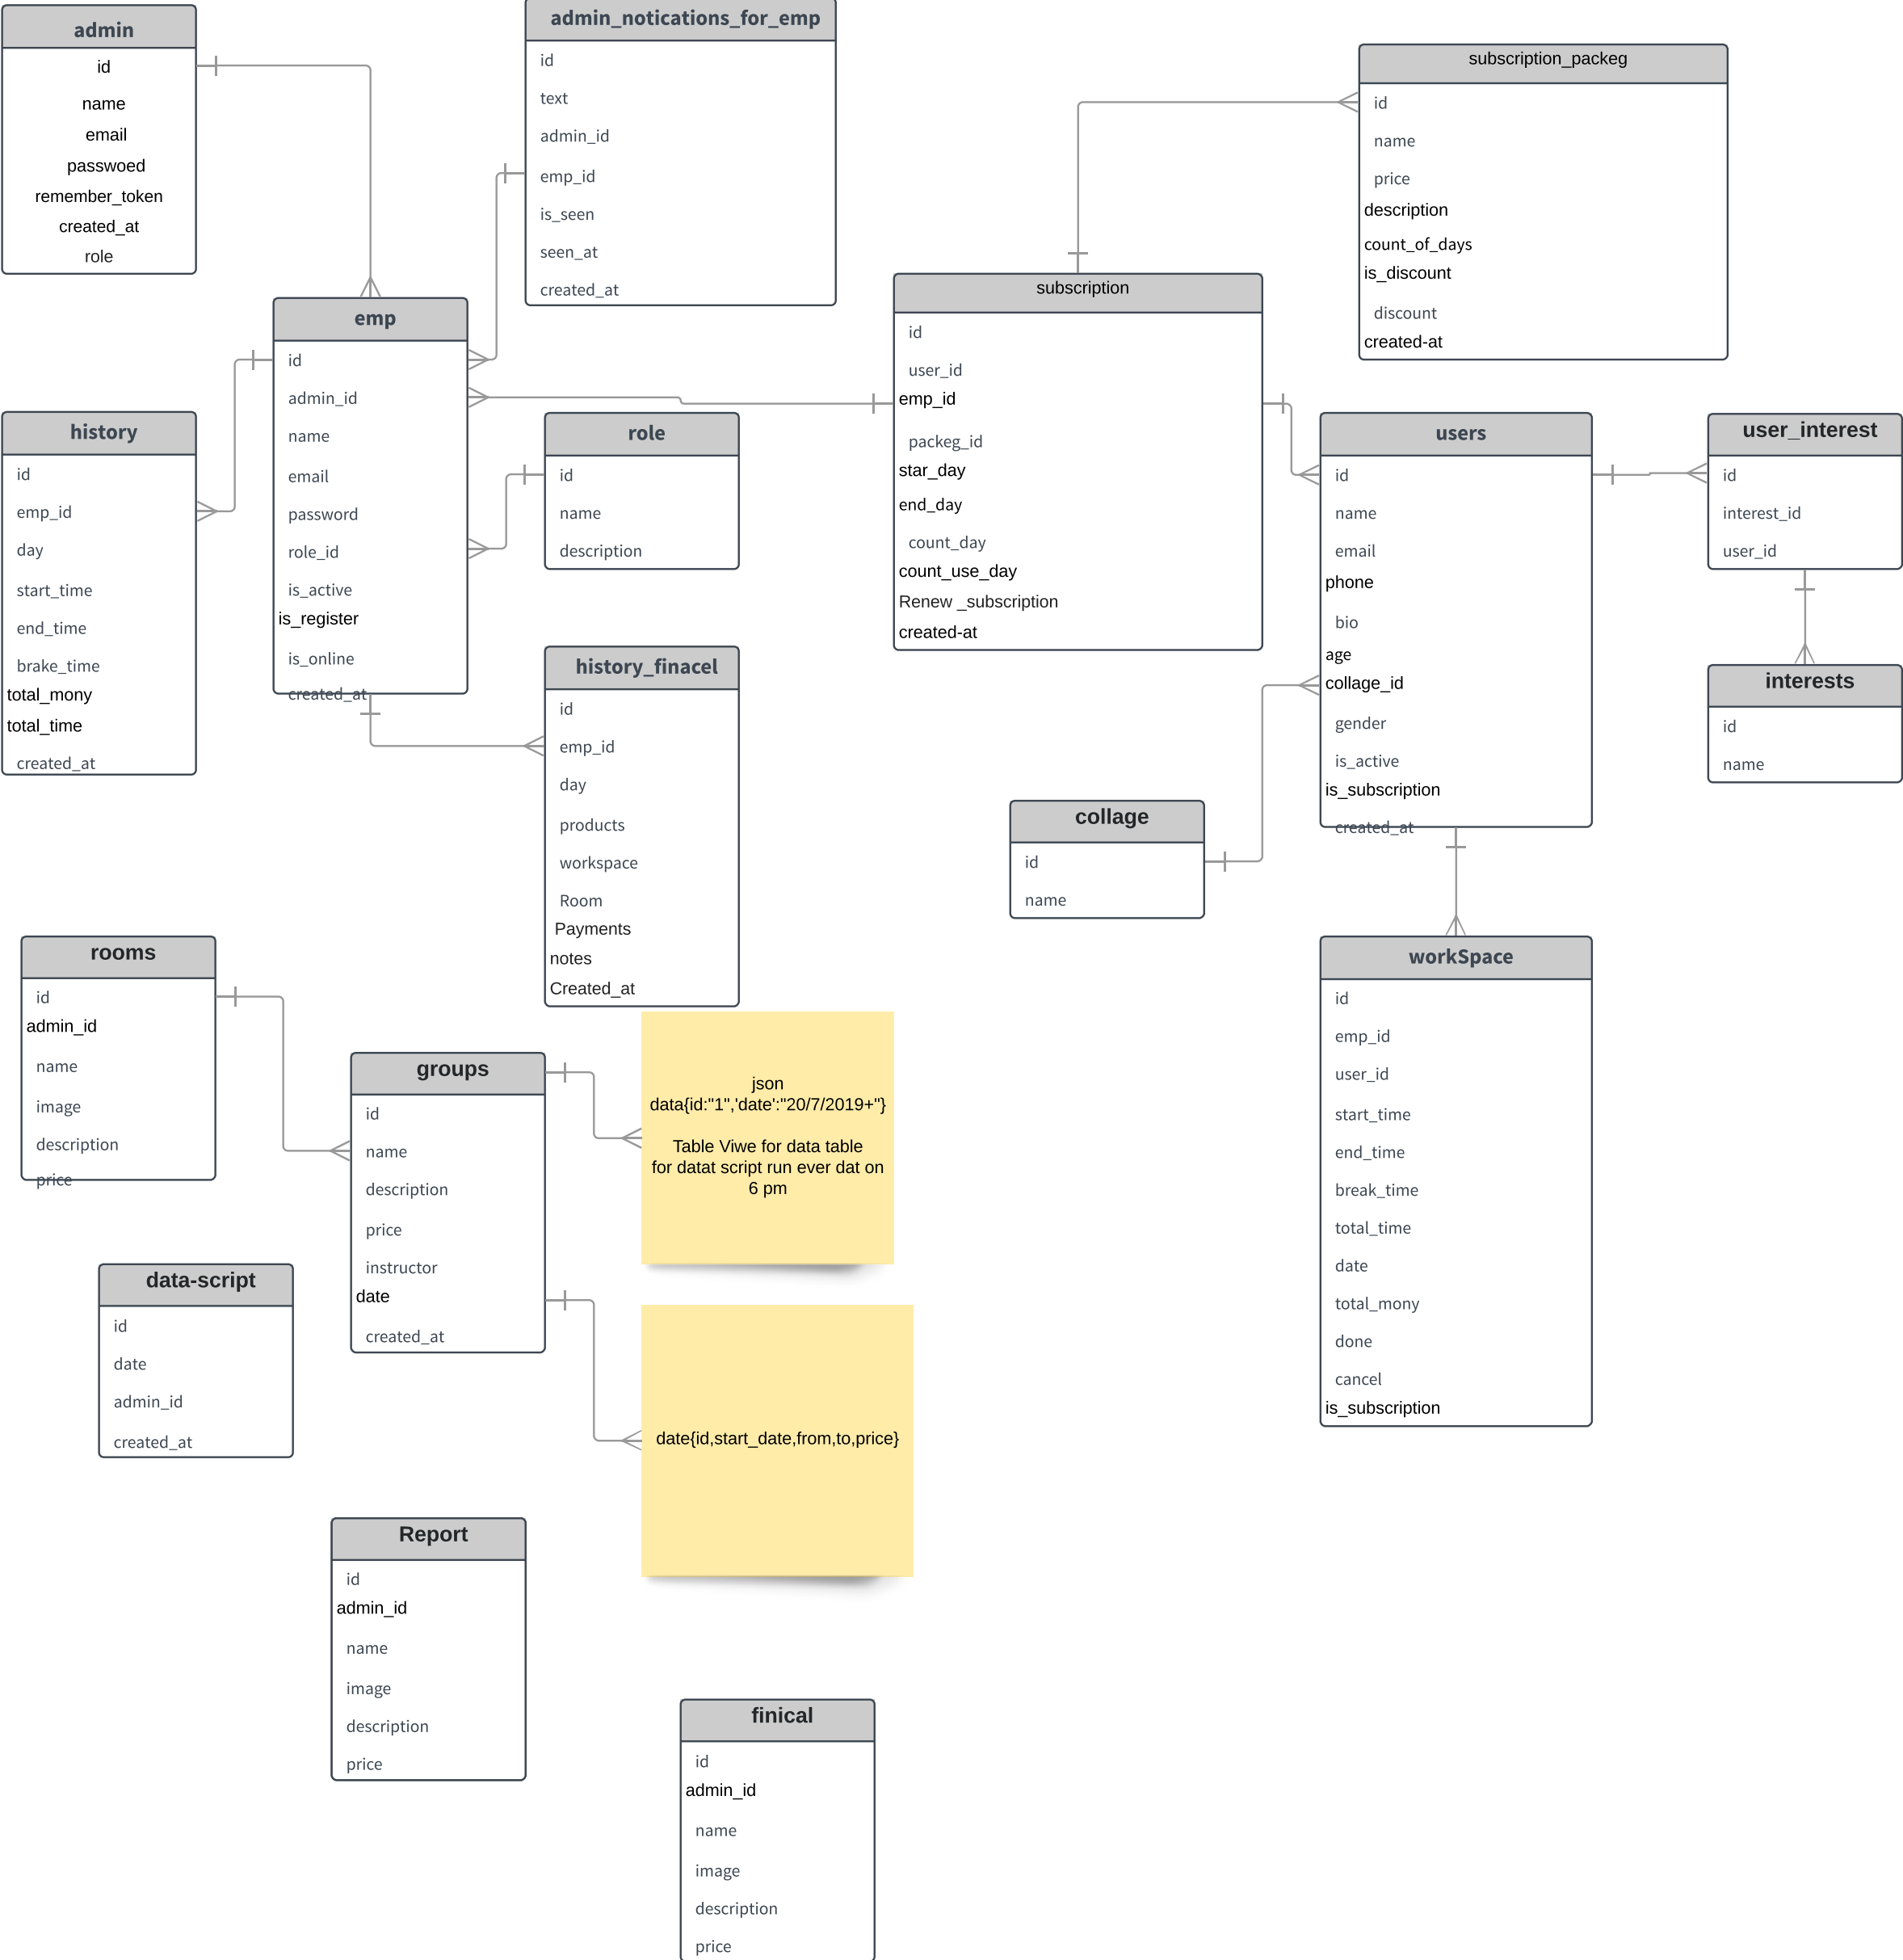 admin
id
name
email
passwoed
remember_token
created_at
role
admin_notications_for_emp
id
text
admin_id
emp_id
is_seen
seen_at
created_at
subscription_packeg
id
name
price
description
count_of_days
is_discount
discount
created-at
emp
id
admin_id
name
email
password
role_id
is_active
is_register
is_online
created_at
subscription
id
user_id
emp_id
packeg_id
star_day
end_day
count_day
count_use_day
Renew _subscription
created-at
history
id
emp_id
day
start_time
end_time
brake_time
total_mony
total_time
created_at
role
id
name
description
users
id
name
email
phone
bio
age
collage_id
gender
is_active
is_subscription
created_at
user_interest
id
interest_id
user_id
history_finacel
id
emp_id
day
products
workspace
Room
Payments
notes
Created_at
interests
id
name
collage
id
name
rooms
id
admin_id
name
image
description
price
workSpace
id
emp_id
user_id
start_time
end_time
break_time
total_time
date
total_mony
done
cancel
is_subscription
groups
id
name
description
price
instructor
date
created_at
json
data{id:"1",'date':"20/7/2019+"}
Table Viwe for data table
for datat script run ever dat on
6 pm
data-script
id
date
admin_id
created_at
date{id,start_date,from,to,price}
Report
id
admin_id
name
image
description
price
finical
id
admin_id
name
image
description
price